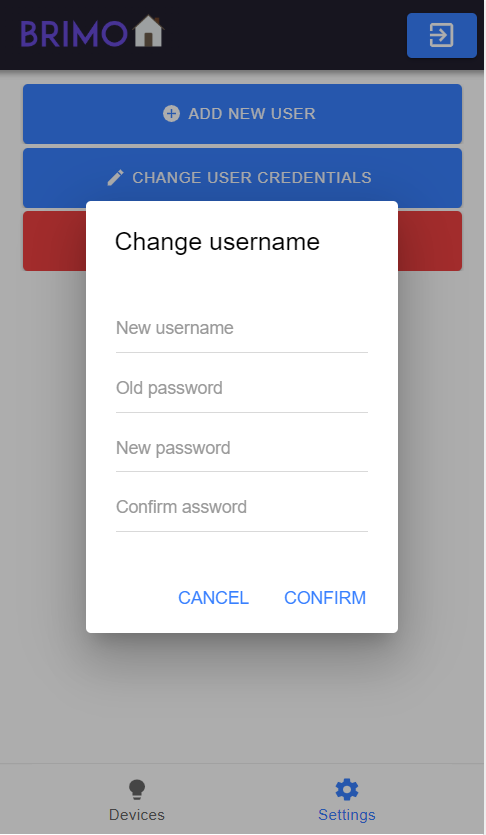 BRIMO
ADD NEW USER
CHANGE USER CREDENTIALS
Change username
New username
Old password
New password
Confirm assword
CANCEL CONFIRM
Devices Settings